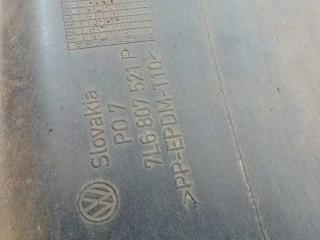 Slovakia
PO 7
7L6 807 521 P
>PP-EPDM-T10<